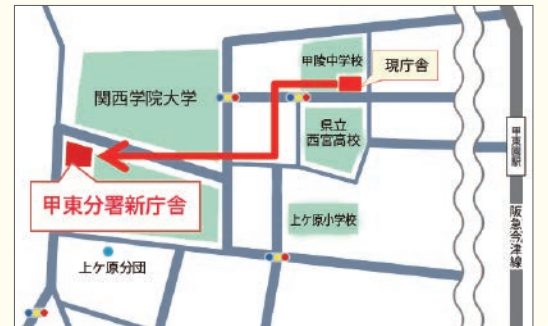 甲陵中学校
現庁舎
関西学院大学
県立
西宮高校
甲東園駅
甲東分署新庁舎
上ケ原小学校
阪急今津線
上ケ原分団